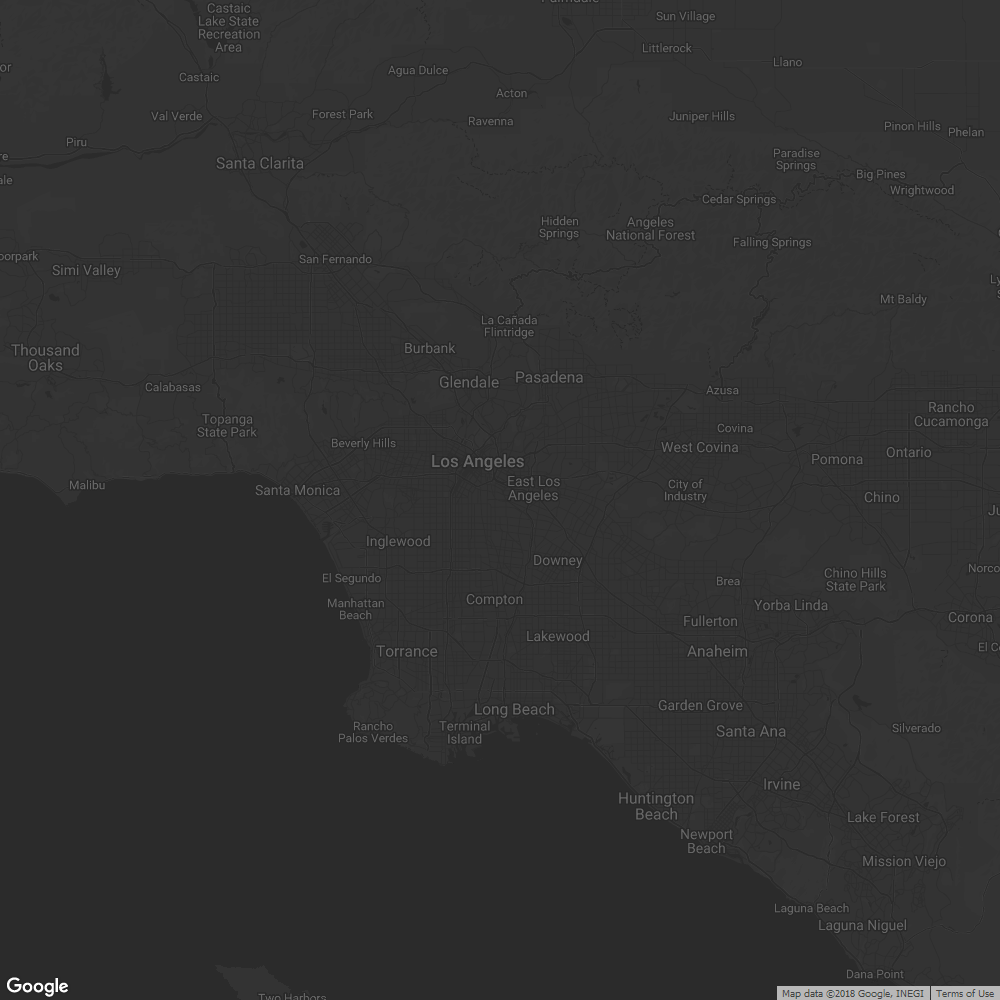 Castaic
Lake State
Recreation
Area
Sun Village
Littlerock
Llano
Agua Dulce
Castaic
Acton
Val Verde
Forest Park
Ravenna
Juniper Hills
Pinon Hills
Phelan
Piru
Santa Clarita
Paradise
Springs
Big Pines
Wrightwood
Cedar Springs
Hidden
Springs
Angeles
National Forest
Falling Springs
San Fernando
Simi Valley
Mt Baldy
La Cañada
Flintridge
Thousand
Oaks
Burbank
Glendale
Pasadena
Calabasas
Azusa
Rancho
Cucamonga
Topanga
State Park
Covina
Beverly Hills
West Covina
Ontario
Pomona
Los Angeles
East Los
Angeles
City of
Industry
Malibu
Santa Monica
Chino
Inglewood
Downey
Norco
El Segundo
Brea
Chino Hills
State Park
Manhattan
Beach
Compton
Yorba Linda
Corona
Fullerton
Lakewood
Torrance
Anaheim
El C
Long Beach
Garden Grove
Rancho
Palos Verdes
Terminal
Island
Santa Ana
Silverado
Irvine
Huntington
Beach
Lake Forest
Newport
Beach
Mission Viejo
Laguna Beach
Laguna Niguel
Dana Point
Google
Two Harbors
Map data ©2018 Google, INEGI
Terms of Use